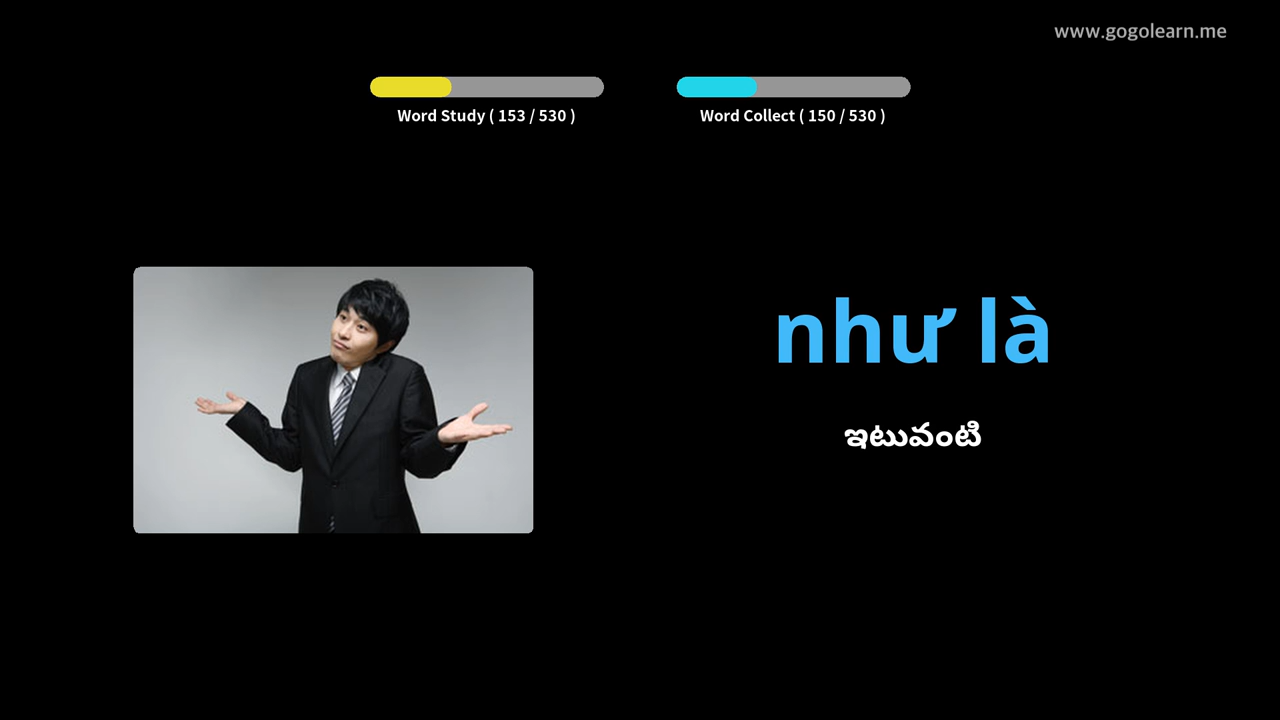 www.gogolearn.me
Word Study ( 153 / 530 )
Word Collect ( 150 / 530 )
như là
ఇటువంటి